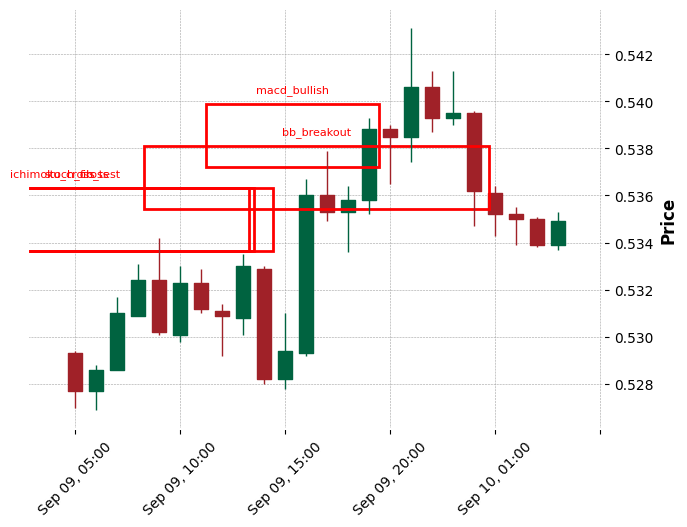 macd_bullish
bb_breakout
0.542
0.540
0.538
0.536
0.534
0.532
0.530
0.528
Price
Sep 09, 05:00
Sep 09, 10:00
Sep 09, 15:00
Sep 09, 20:00
Sep 10, 01:00